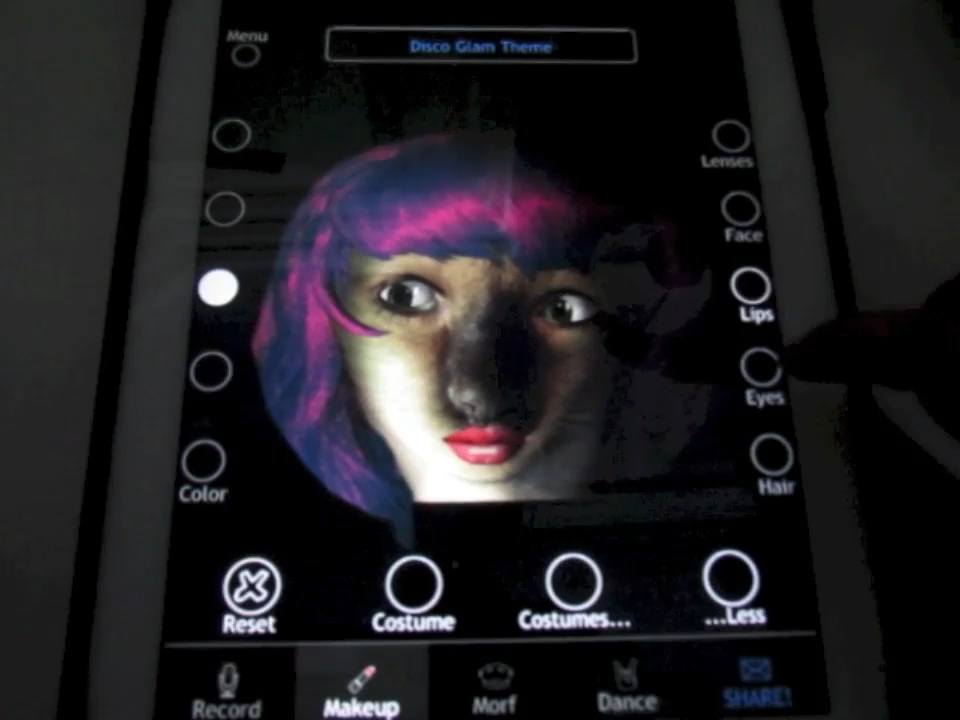 Menu
Disco Glam Theme
Lenses
Face
Lips
Eyes
Color
Hair
Reset
Costume
Costumes...
...Less
Record
Makeup
Morf
Dance
SHARE!